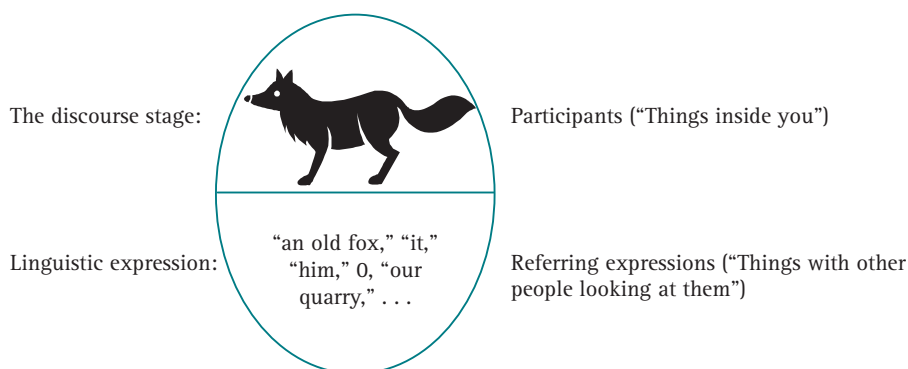 The discourse stage:
Participants (“Things inside you”)
Linguistic expression:
“an old fox,” “it,”
“him,” 0, “our
quarry,” . . .
Referring expressions (“Things with other
people looking at them”)